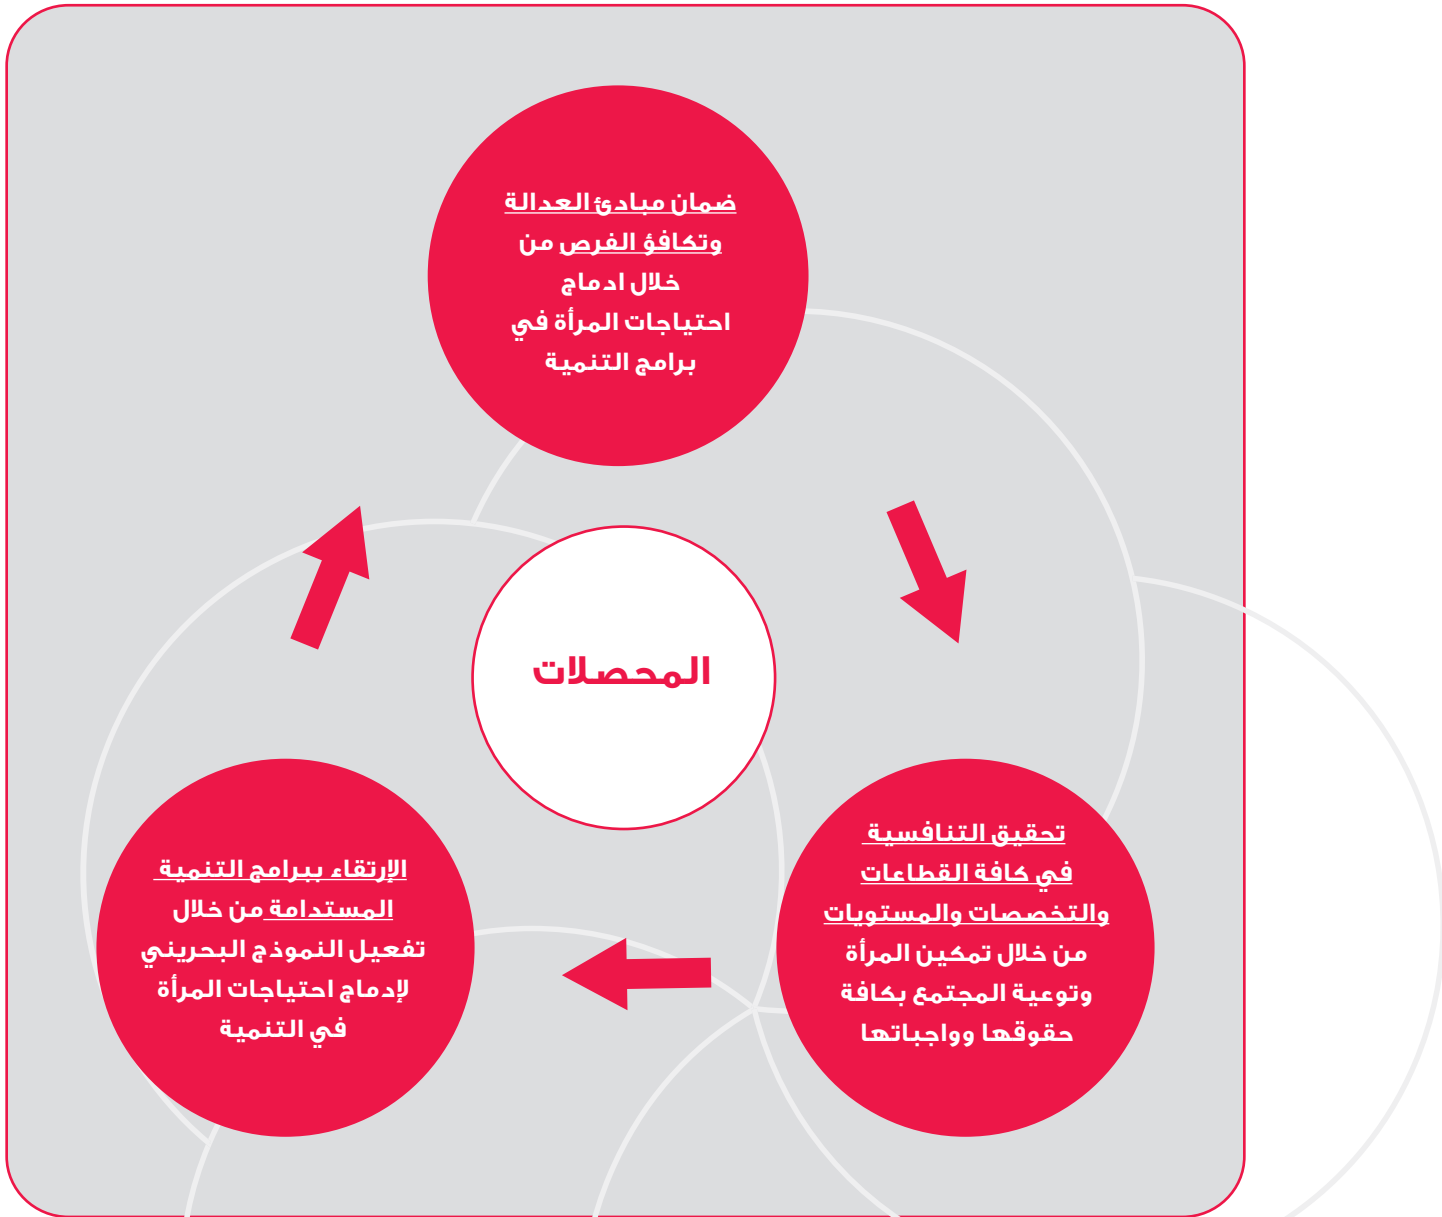 ضمان مبادئ العدالة
وتكافؤ الفرص من
خلال ادماج
احتياجات المرأة في
برامج التنمية
المحصلات
تحقيق التنافسية
في كافة القطاعات
والتخصصات والمستويات
من خلال تمكين المرأة
وتوعية المجتمع بكافة
حقوقها وواجباتها
الإرتقاء ببرامج التنمية
المستدامة من خلال
تفعيل النموذج البحريني
لإدماج احتياجات المرأة
في التنمية